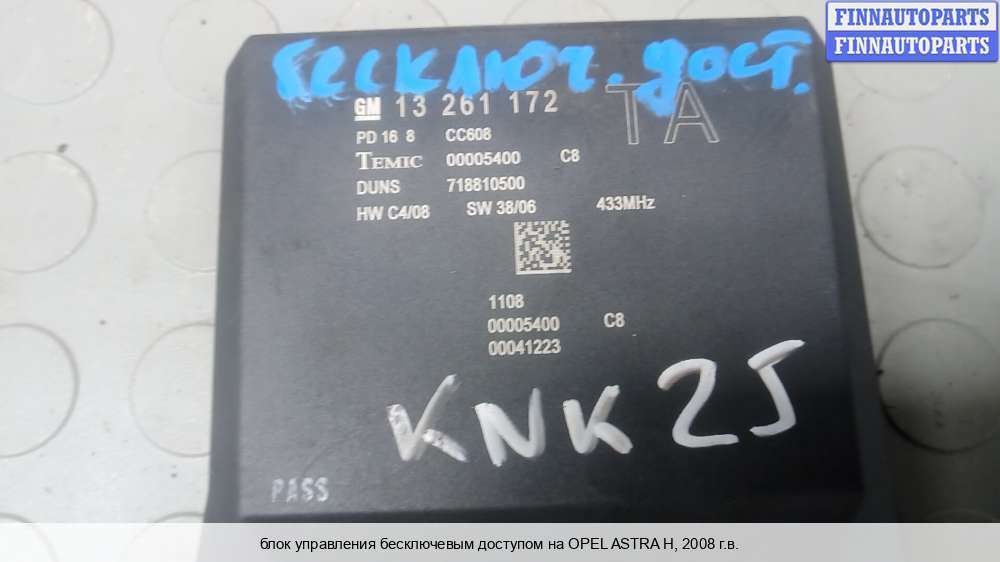 FINNAUTOPARTS
FINNAUTOPARTS
бесключ. дост.
GM 13 261 172 TA
PD 16 8 CC608
TEMIC 00005400 C8
DUNS 718810500
HW C4/08 SW 38/06 433MHz
1108
00005400 C8
00041223
KNK 25
PASS
блок управления бесключевым доступом на OPEL ASTRA H, 2008 г.в.